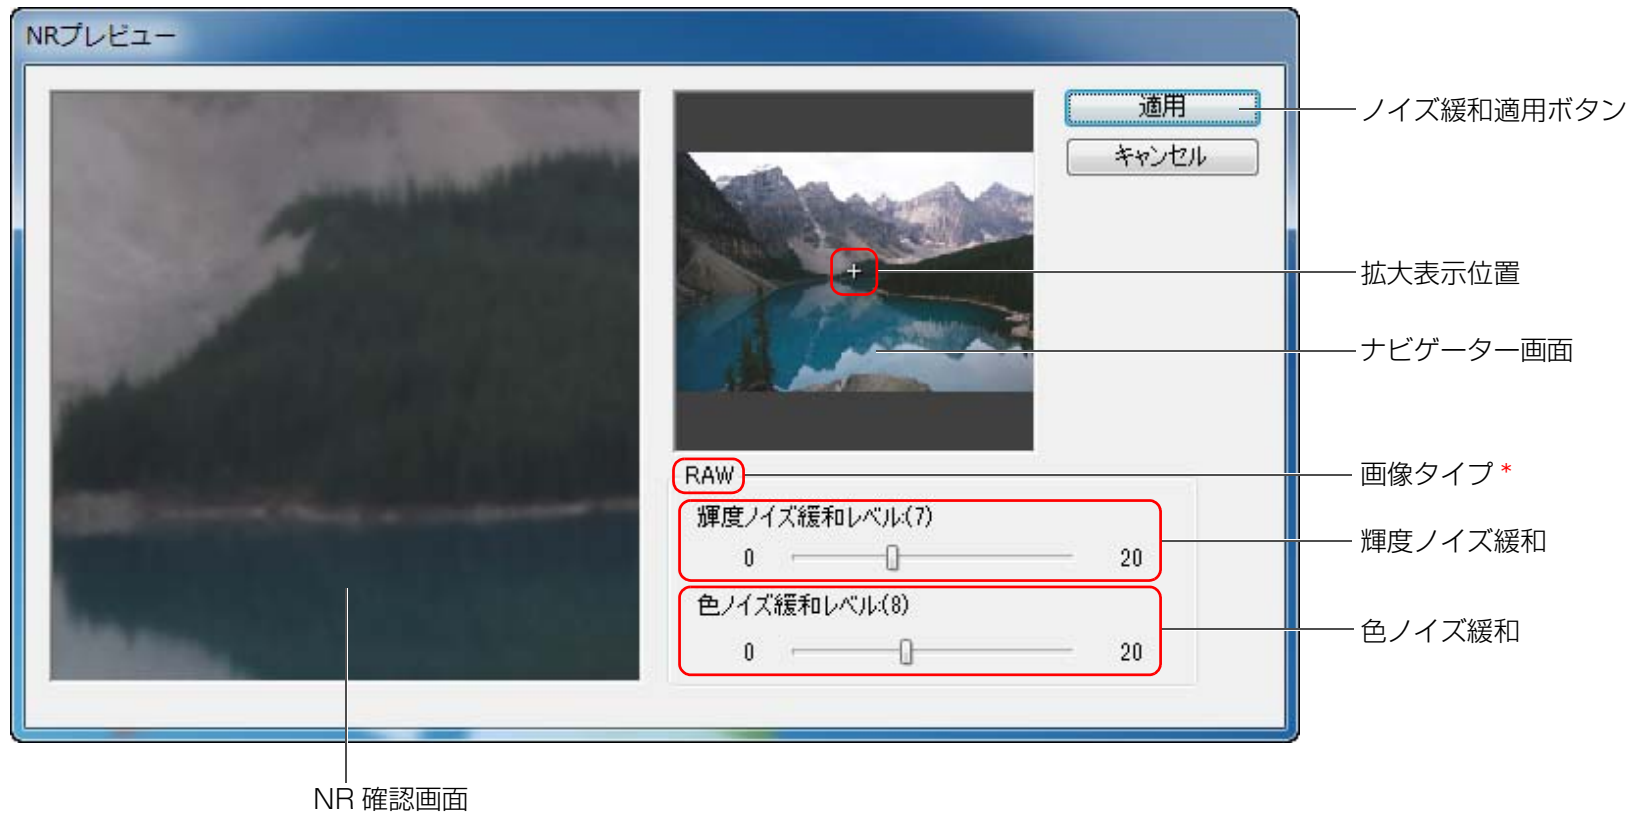 NRプレビュー
適用
ノイズ緩和適用ボタン
キャンセル
拡大表示位置
ナビゲーター画面
RAW
画像タイプ*
輝度ノイズ緩和レベル:(7)
0 20
輝度ノイズ緩和
色ノイズ緩和レベル:(8)
0 20
色ノイズ緩和
NR 確認画面